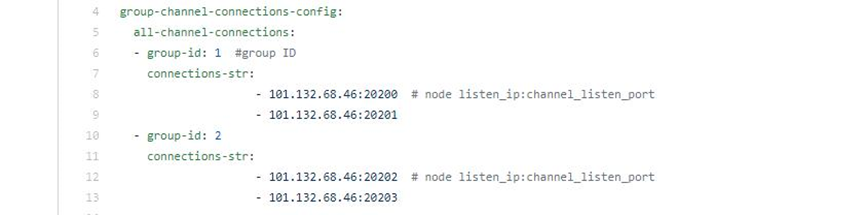 4 group-channel-connections-config:
5 all-channel-connections:
6 - group-id: 1 #group ID
7 connections-str:
8 - 101.132.68.46:20200 # node listen_ip:channel_listen_port
9 - 101.132.68.46:20201
10 - group-id: 2
11 connections-str:
12 - 101.132.68.46:20202 # node listen_ip:channel_listen_port
13 - 101.132.68.46:20203